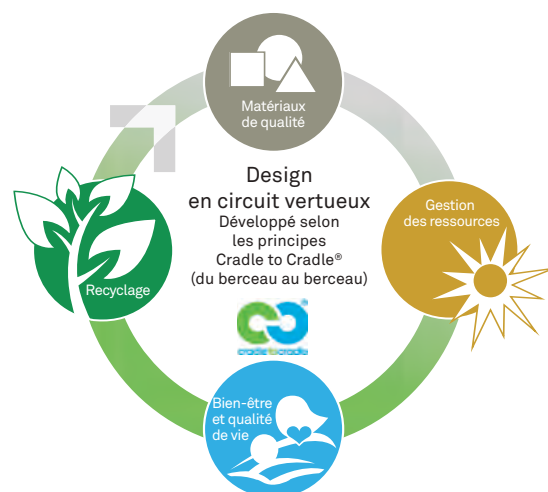 Matériaux
de qualité
Design
en circuit vertueux
Développé selon
les principes
Cradle to Cradle®
(du berceau au berceau)
Gestion
des ressources
Recyclage
cradletocradle
Bien-être
et qualité
de vie